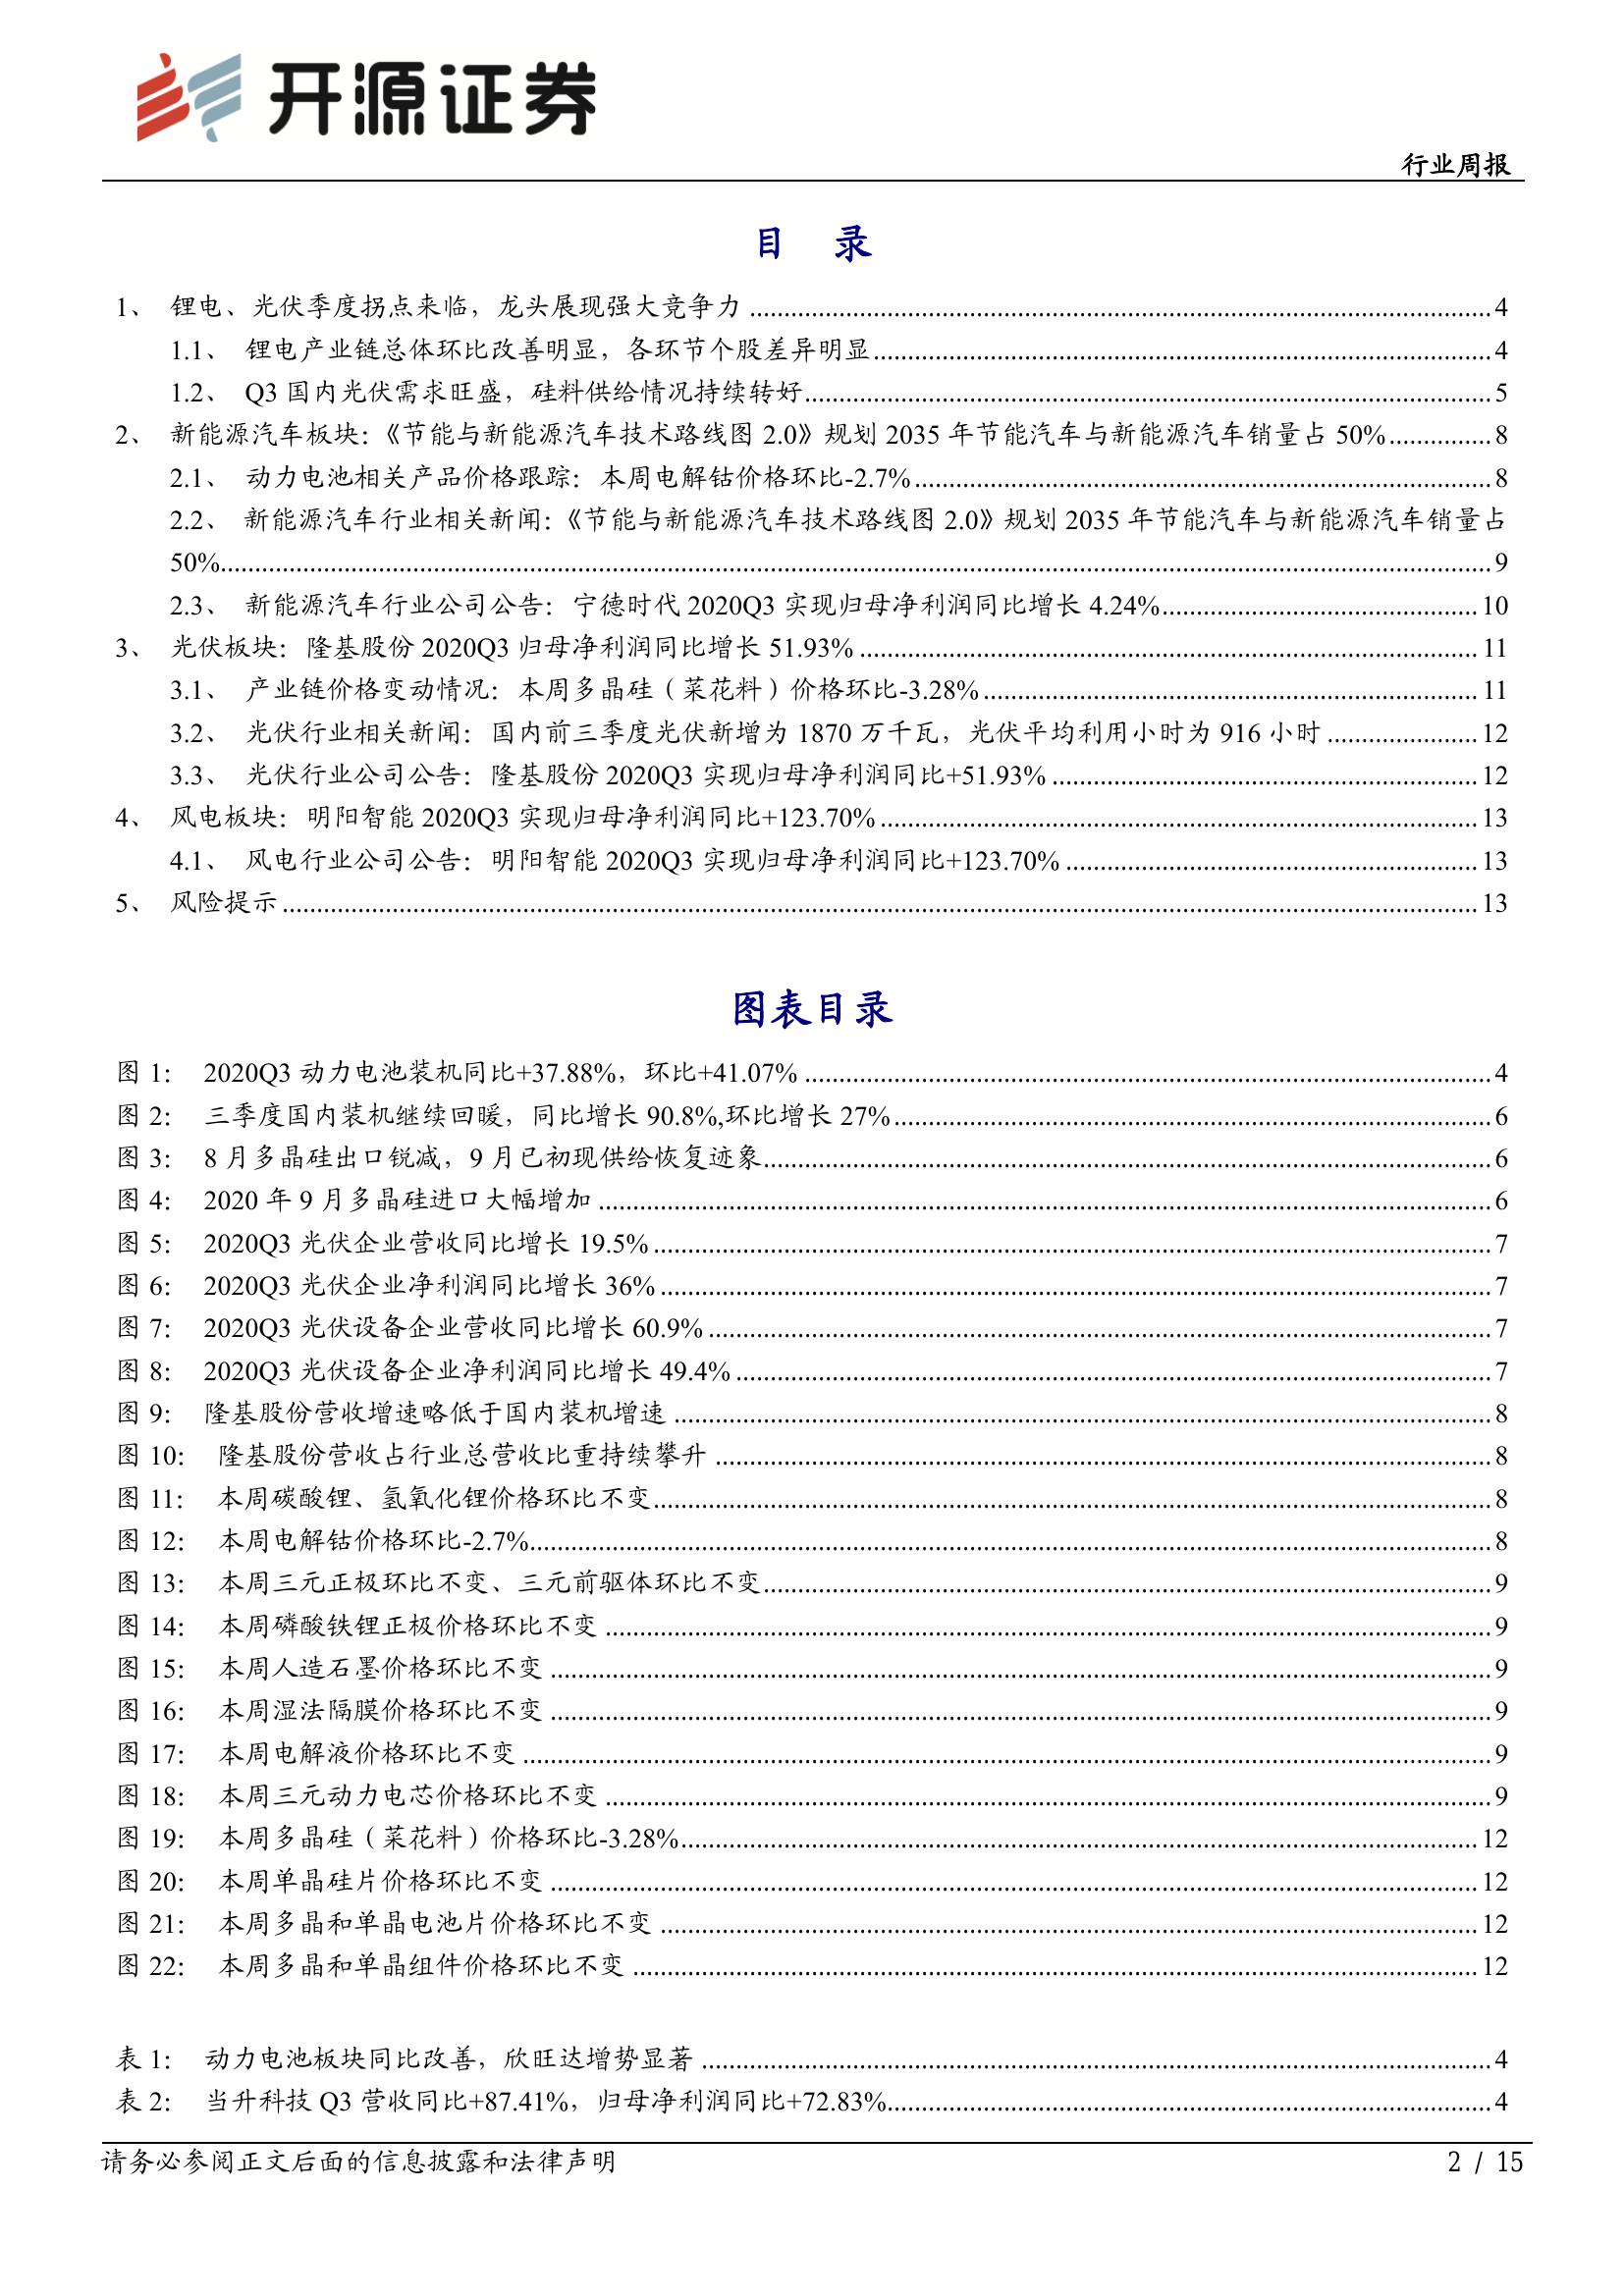 开源证券
行业周报
目 录
1、 锂电、光伏季度拐点来临，龙头展现强大竞争力 ........ 4
1.1、 锂电产业链总体环比改善明显，各环节个股差异明显 ........ 4
1.2、 Q3 国内光伏需求旺盛，硅料供给情况持续转好 ........ 5
2、 新能源汽车板块：《节能与新能源汽车技术路线图 2.0》规划 2035 年节能汽车与新能源汽车销量占 50% ........ 8
2.1、 动力电池相关产品价格跟踪：本周电解钴价格环比-2.7% ........ 8
2.2、 新能源汽车行业相关新闻：《节能与新能源汽车技术路线图 2.0》规划 2035 年节能汽车与新能源汽车销量占
50% ........ 9
2.3、 新能源汽车行业公司公告：宁德时代 2020Q3 实现归母净利润同比增长 4.24% ........ 10
3、 光伏板块：隆基股份 2020Q3 归母净利润同比增长 51.93% ........ 11
3.1、 产业链价格变动情况：本周多晶硅（菜花料）价格环比-3.28% ........ 11
3.2、 光伏行业相关新闻：国内前三季度光伏新增为 1870 万千瓦，光伏平均利用小时为 916 小时 ........ 12
3.3、 光伏行业公司公告：隆基股份 2020Q3 实现归母净利润同比+51.93% ........ 12
4、 风电板块：明阳智能 2020Q3 实现归母净利润同比+123.70% ........ 13
4.1、 风电行业公司公告：明阳智能 2020Q3 实现归母净利润同比+123.70% ........ 13
5、 风险提示 ........ 13
图表目录
图 1： 2020Q3 动力电池装机同比+37.88%，环比+41.07% ........ 4
图 2： 三季度国内装机继续回暖，同比增长 90.8%,环比增长 27% ........ 6
图 3： 8 月多晶硅出口锐减，9 月已初现供给恢复迹象 ........ 6
图 4： 2020 年 9 月多晶硅进口大幅增加 ........ 6
图 5： 2020Q3 光伏企业营收同比增长 19.5% ........ 7
图 6： 2020Q3 光伏企业净利润同比增长 36% ........ 7
图 7： 2020Q3 光伏设备企业营收同比增长 60.9% ........ 7
图 8： 2020Q3 光伏设备企业净利润同比增长 49.4% ........ 7
图 9： 隆基股份营收增速略低于国内装机增速 ........ 8
图 10： 隆基股份营收占行业总营收比重持续攀升 ........ 8
图 11： 本周碳酸锂、氢氧化锂价格环比不变 ........ 8
图 12： 本周电解钴价格环比-2.7% ........ 8
图 13： 本周三元正极环比不变、三元前驱体环比不变 ........ 9
图 14： 本周磷酸铁锂正极价格环比不变 ........ 9
图 15： 本周人造石墨价格环比不变 ........ 9
图 16： 本周湿法隔膜价格环比不变 ........ 9
图 17： 本周电解液价格环比不变 ........ 9
图 18： 本周三元动力电芯价格环比不变 ........ 9
图 19： 本周多晶硅（菜花料）价格环比-3.28% ........ 12
图 20： 本周单晶硅片价格环比不变 ........ 12
图 21： 本周多晶和单晶电池片价格环比不变 ........ 12
图 22： 本周多晶和单晶组件价格环比不变 ........ 12
表 1： 动力电池板块同比改善，欣旺达增势显著 ........ 4
表 2： 当升科技 Q3 营收同比+87.41%，归母净利润同比+72.83% ........ 4
请务必参阅正文后面的信息披露和法律声明
2 / 15